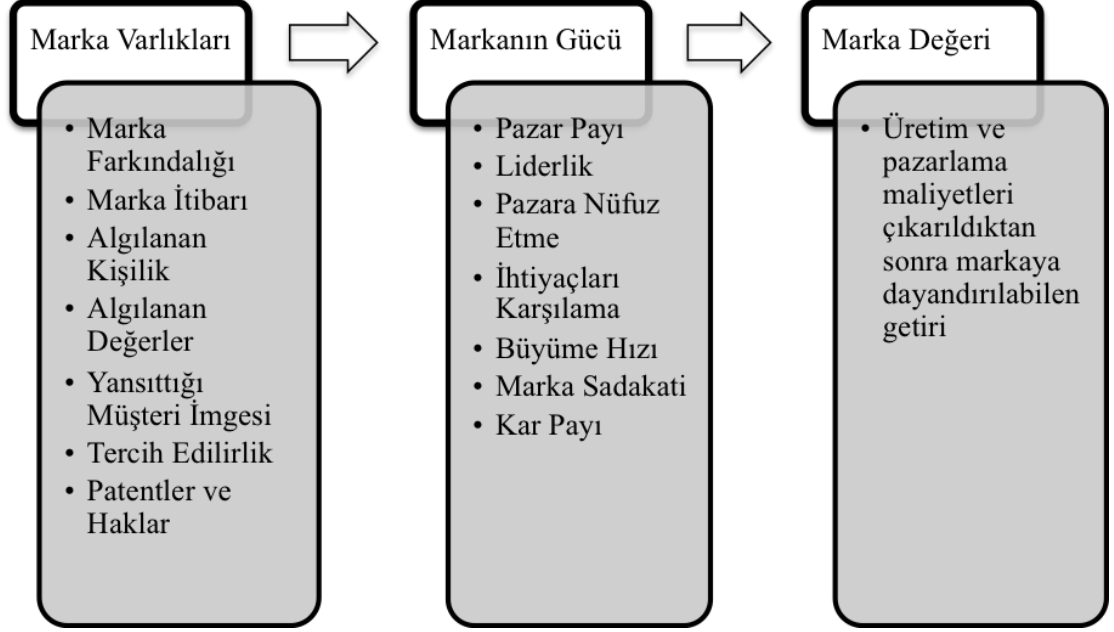 Marka Varlıkları
• Marka
Farkındalığı
• Marka İtibarı
• Algılanan
Kişilik
• Algılanan
Değerler
• Yansıttığı
Müşteri İmgesi
• Tercih Edilirlik
• Patentler ve
Haklar
Markanın Gücü
• Pazar Payı
• Liderlik
• Pazara Nüfuz
Etme
• İhtiyaçları
Karşılama
• Büyüme Hızı
• Marka Sadakati
• Kar Payı
Marka Değeri
• Üretim ve
pazarlama
maliyetleri
çıkarıldıktan
sonra markaya
dayandırılabilen
getiri